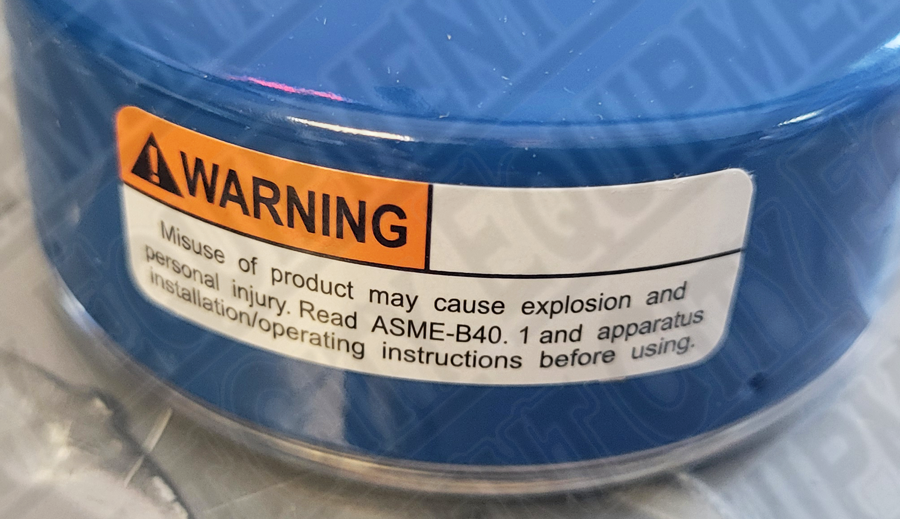 WARNING
Misuse of product may cause explosion and
personal injury. Read ASME-B40. 1 and apparatus
installation/operating instructions before using.